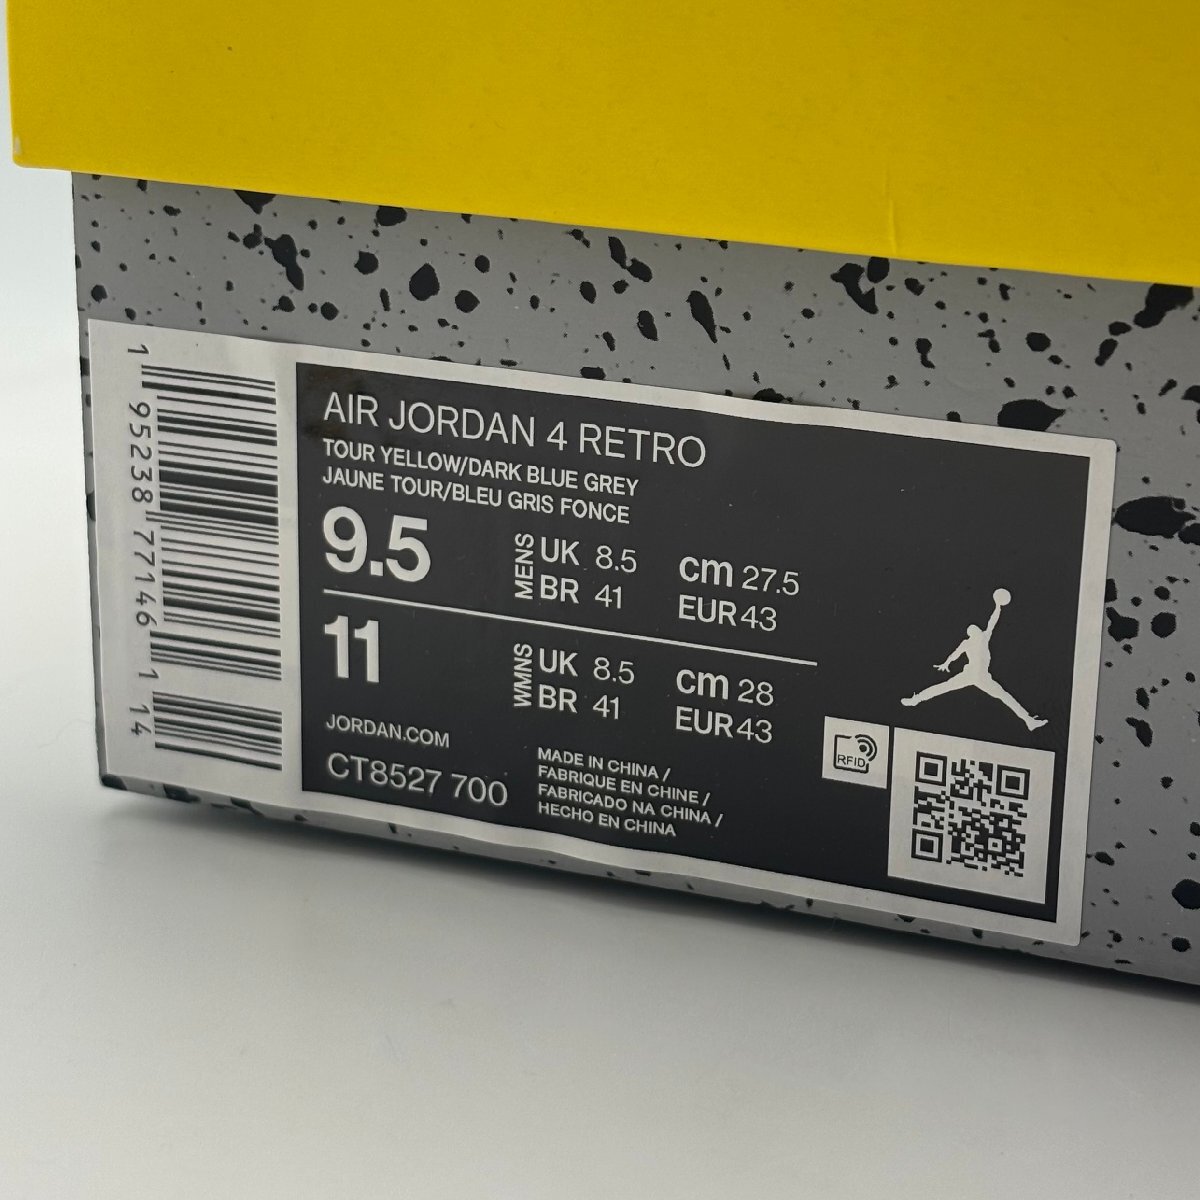 1 95238 77146 1 14
AIR JORDAN 4 RETRO
TOUR YELLOW/DARK BLUE GREY
JAUNE TOUR/BLEU GRIS FONCE
9.5 MENS UK 8.5 cm 27.5
BR 41 EUR 43
11 WMNS UK 8.5 cm 28
BR 41 EUR 43
JORDAN.COM
CT8527 700
MADE IN CHINA /
FABRIQUE EN CHINE /
FABRICADO NA CHINA /
HECHO EN CHINA
RFID